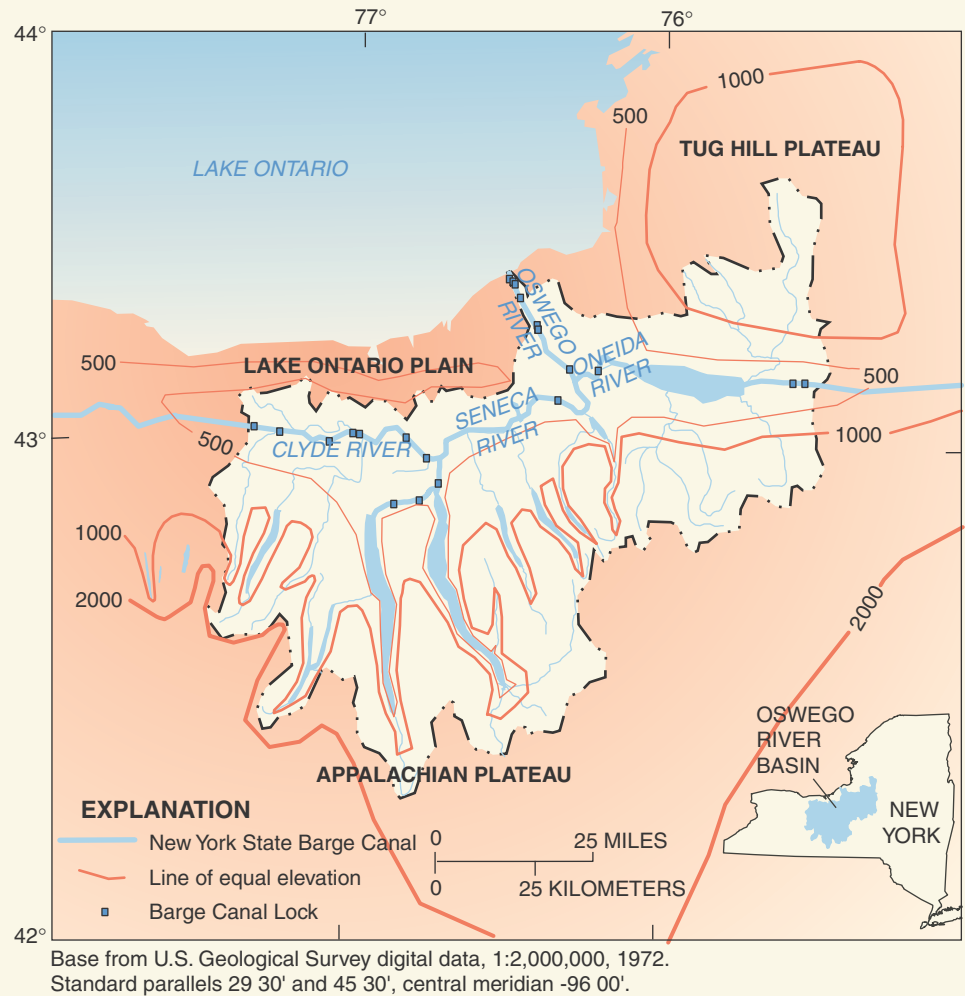 77°
76°
44°
1000
500
TUG HILL PLATEAU
LAKE ONTARIO
OSWEGO
RIVER
ONEIDA
RIVER
500
LAKE ONTARIO PLAIN
500
SENECA
RIVER
43°
500
CLYDE RIVER
1000
1000
2000
2000
APPALACHIAN PLATEAU
OSWEGO
RIVER
BASIN
NEW
YORK
EXPLANATION
New York State Barge Canal
Line of equal elevation
Barge Canal Lock
0 25 MILES
0 25 KILOMETERS
42°
Base from U.S. Geological Survey digital data, 1:2,000,000, 1972.
Standard parallels 29 30' and 45 30', central meridian -96 00'.